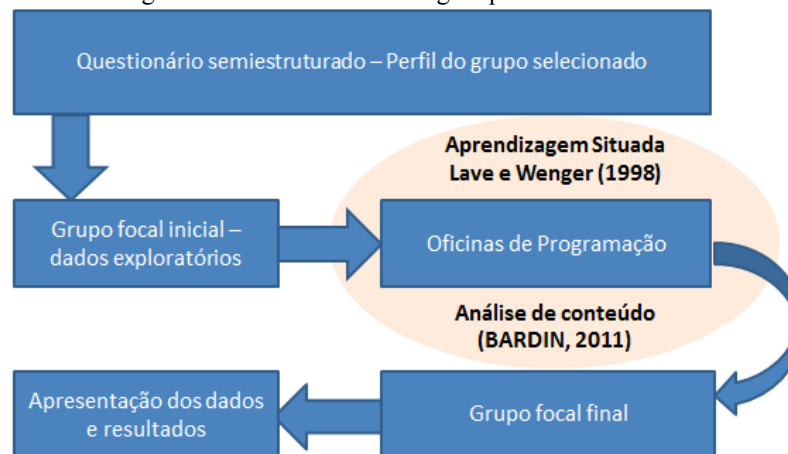 Questionário semiestruturado – Perfil do grupo selecionado
Aprendizagem Situada
Lave e Wenger (1998)
Grupo focal inicial –
dados exploratórios
Oficinas de Programação
Análise de conteúdo
(BARDIN, 2011)
Apresentação dos dados
e resultados
Grupo focal final